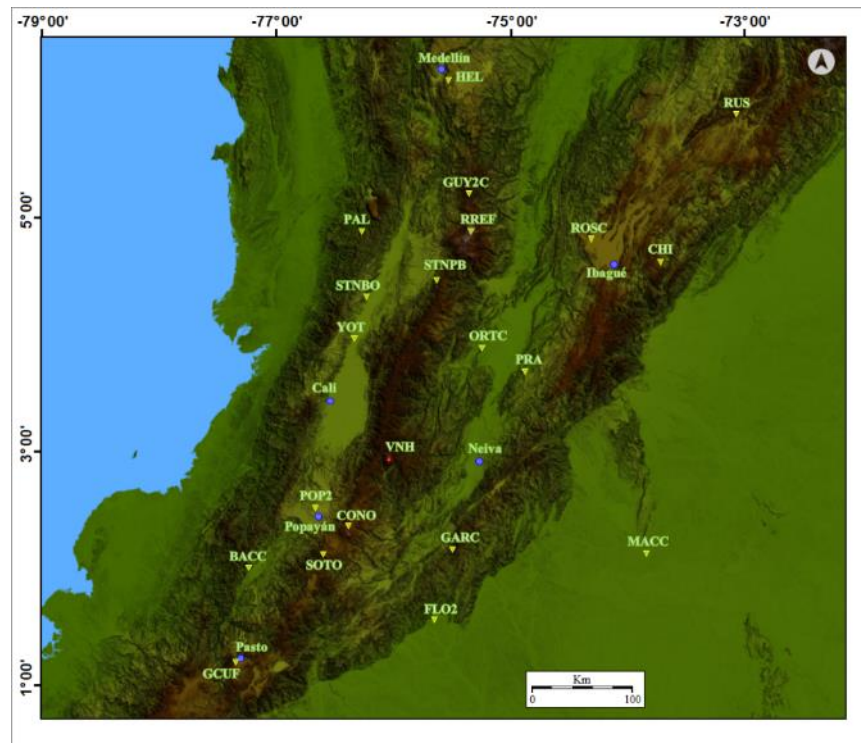 -79°00'
-77°00'
-75°00'
-73°00'
Medellín
HEL
RUS
GUY2C
5°00'
PAL
RREF
ROSC
CHI
STNPB
Ibagué
STNBO
YOT
ORTC
PRA
Cali
3°00'
VNH
Neiva
POP2
Popayán
CONO
BACC
SOTO
GARC
MACC
FLO2
Pasto
GCUF
1°00'
Km
0
100